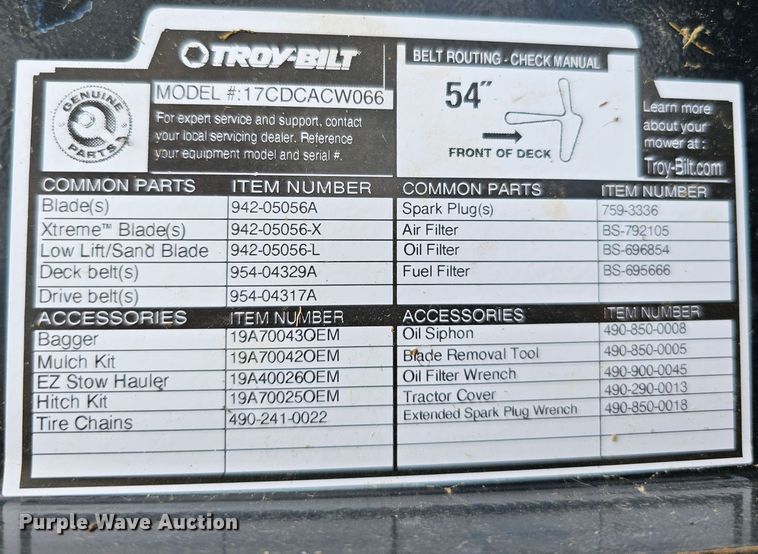 TROY-BILT
GENUINE PARTS
MODEL #:17CDCACW066
For expert service and support, contact
your local servicing dealer. Reference
your equipment model and serial #.
BELT ROUTING - CHECK MANUAL
54"
FRONT OF DECK
Learn more
about your
mower at:
Troy-Bilt.com
COMMON PARTS ITEM NUMBER
Blade(s) 942-05056A
Xtreme™ Blade(s) 942-05056-X
Low Lift/Sand Blade 942-05056-L
Deck belt(s) 954-04329A
Drive belt(s) 954-04317A
ACCESSORIES ITEM NUMBER
Bagger 19A70043OEM
Mulch Kit 19A70042OEM
EZ Stow Hauler 19A40026OEM
Hitch Kit 19A70025OEM
Tire Chains 490-241-0022
COMMON PARTS ITEM NUMBER
Spark Plug(s) 759-3336
Air Filter BS-792105
Oil Filter BS-696854
Fuel Filter BS-695666
ACCESSORIES ITEM NUMBER
Oil Siphon 490-850-0008
Blade Removal Tool 490-850-0005
Oil Filter Wrench 490-900-0045
Tractor Cover 490-290-0013
Extended Spark Plug Wrench 490-850-0018
Purple Wave Auction